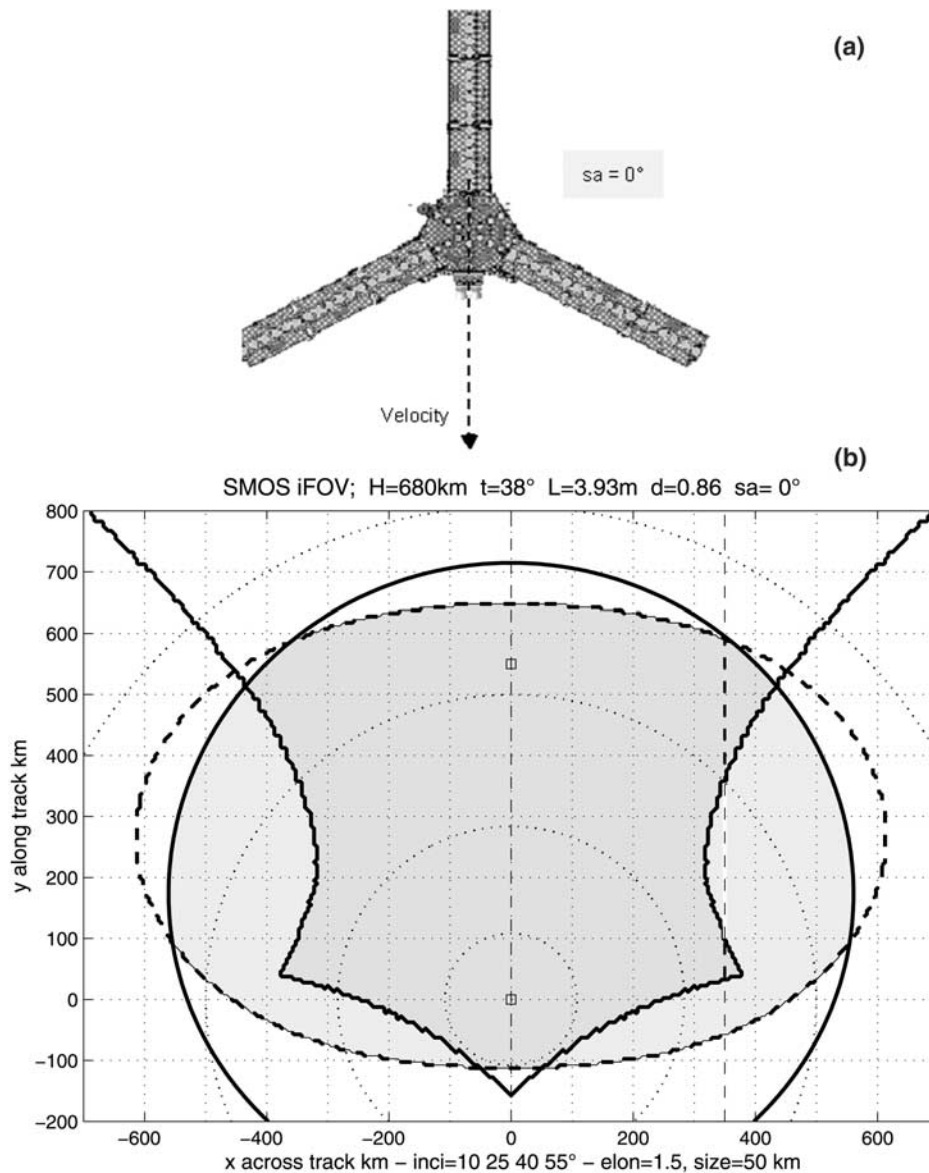 (a)
sa = 0°
Velocity
(b)
SMOS iFOV; H=680km t=38° L=3.93m d=0.86 sa= 0°
800
700
600
500
400
300
200
100
0
−100
−200
y along track km
−600 −400 −200 0 200 400 600
x across track km − inci=10 25 40 55° − elon=1.5, size=50 km